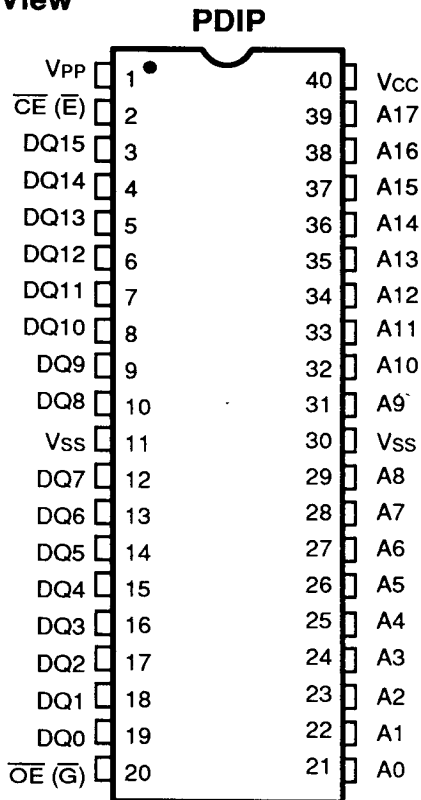 View
PDIP
VPP 1 40 VCC
CE (E) 2 39 A17
DQ15 3 38 A16
DQ14 4 37 A15
DQ13 5 36 A14
DQ12 6 35 A13
DQ11 7 34 A12
DQ10 8 33 A11
DQ9 9 32 A10
DQ8 10 31 A9
VSS 11 30 VSS
DQ7 12 29 A8
DQ6 13 28 A7
DQ5 14 27 A6
DQ4 15 26 A5
DQ3 16 25 A4
DQ2 17 24 A3
DQ1 18 23 A2
DQ0 19 22 A1
OE (G) 20 21 A0